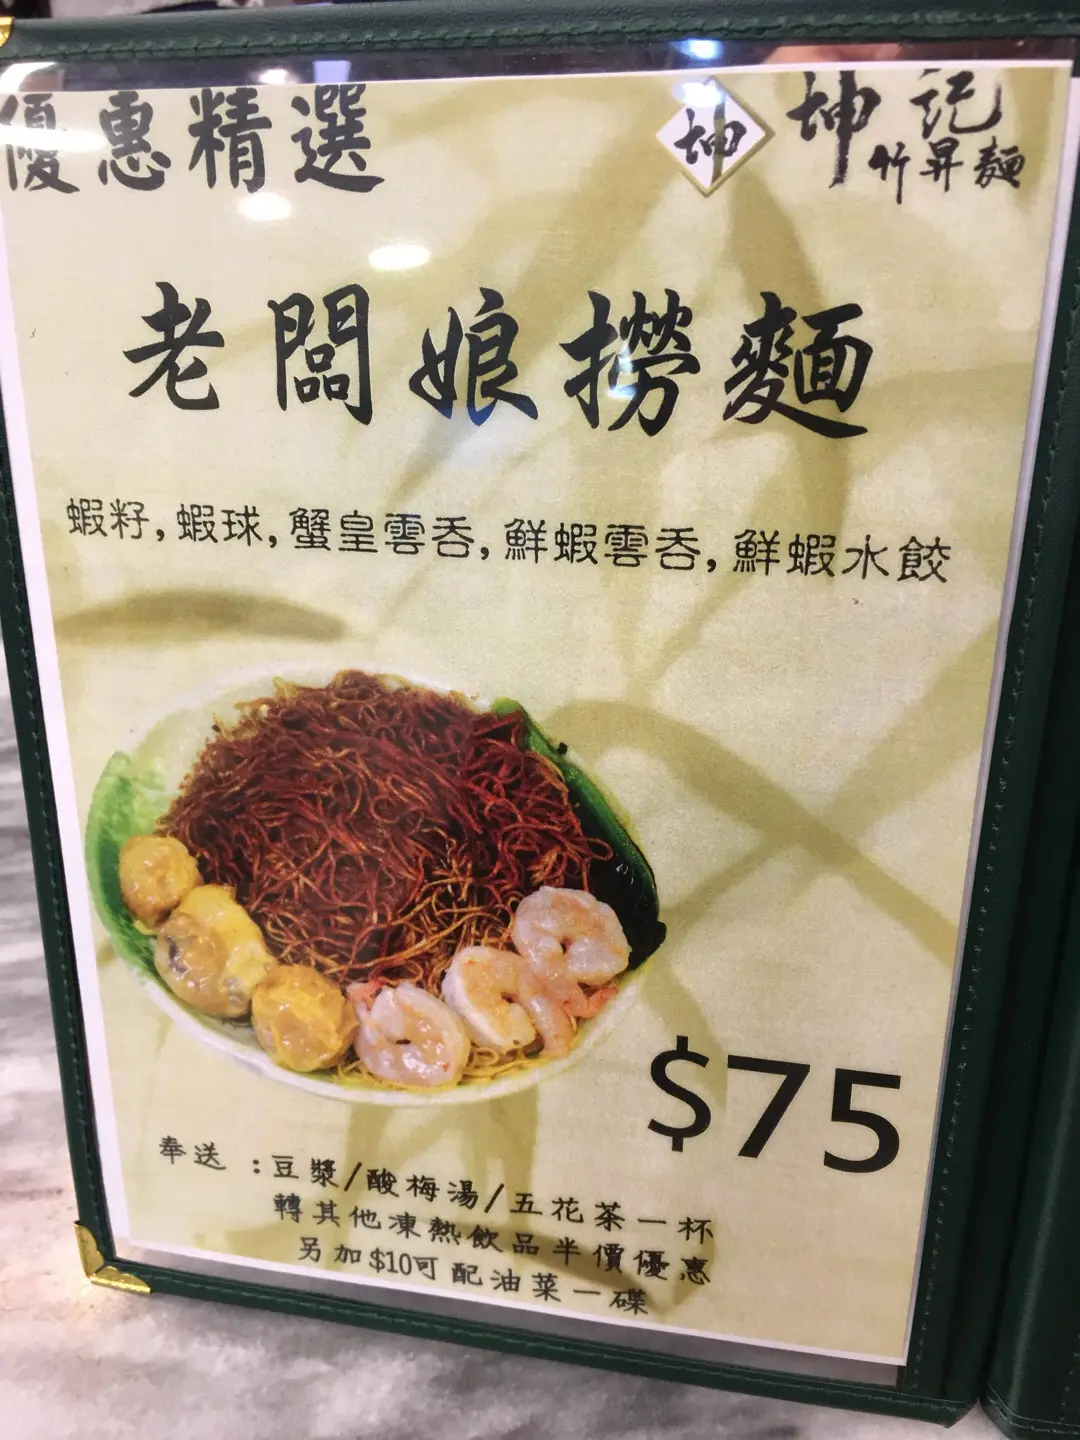 優惠精選
坤
坤記
竹昇麵
老闆娘撈麵
蝦籽,蝦球,蟹皇雲吞,鮮蝦雲吞,鮮蝦水餃
$75
奉送 :豆漿/酸梅湯/五花茶一杯
轉其他凍熱飲品半價優惠
另加$10可配油菜一碟